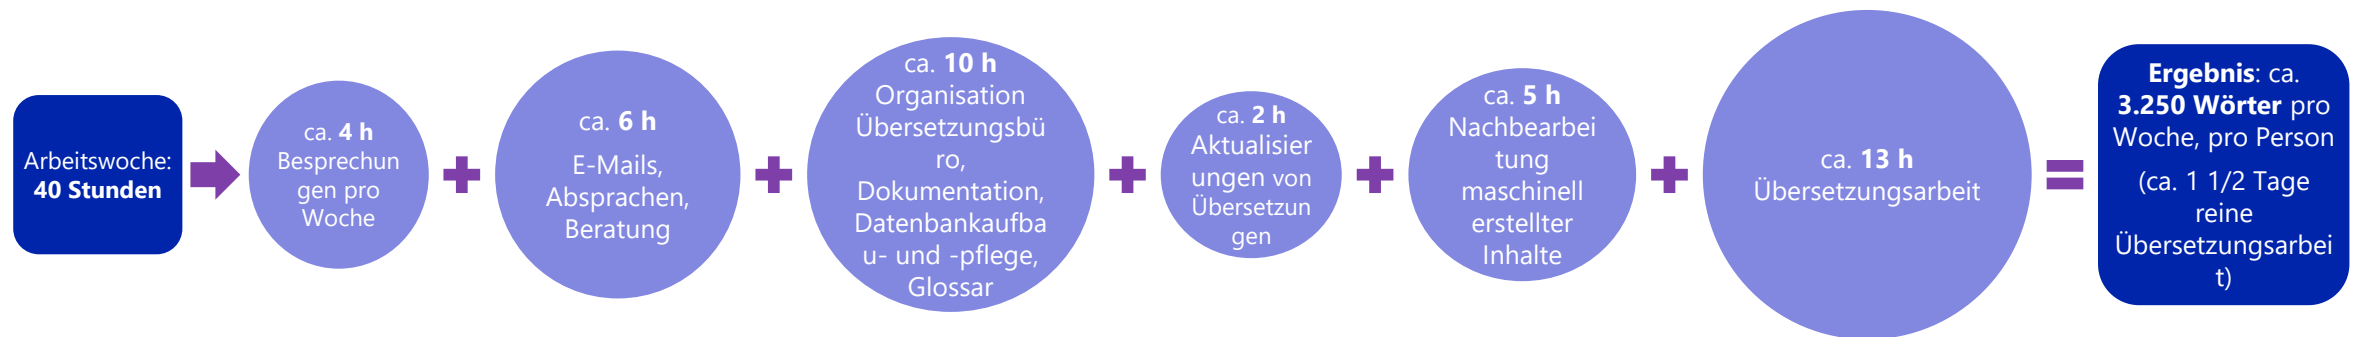 Arbeitswoche:
40 Stunden
ca. 4 h
Besprechun
gen pro
Woche
ca. 6 h
E-Mails,
Absprachen,
Beratung
ca. 10 h
Organisation
Übersetzungsbü
ro,
Dokumentation,
Datenbankaufba
u- und -pflege,
Glossar
ca. 2 h
Aktualisier
ungen von
Übersetzun
gen
ca. 5 h
Nachbearbei
tung
maschinell
erstellter
Inhalte
ca. 13 h
Übersetzungsarbeit
Ergebnis: ca.
3.250 Wörter pro
Woche, pro Person
(ca. 1 1/2 Tage
reine
Übersetzungsarbei
t)